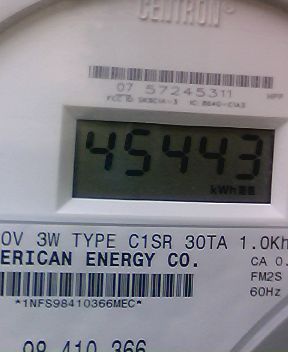 CENTRON®
07 57245311
45443
kWh
0V 3W TYPE C1SR 30TA 1.0Kh
ERICAN ENERGY CO. CA 0.
FM2S
*1NFS98410366MEC* 60Hz
98 410 366